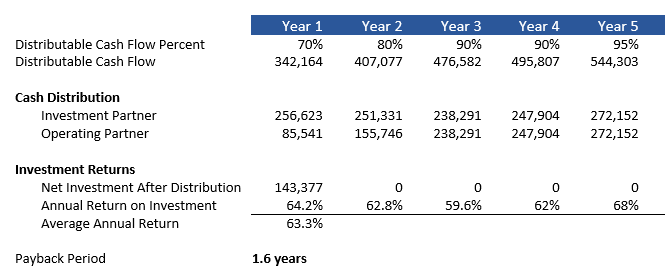 Year 1 Year 2 Year 3 Year 4 Year 5
Distributable Cash Flow Percent 70% 80% 90% 90% 95%
Distributable Cash Flow 342,164 407,077 476,582 495,807 544,303
Cash Distribution
Investment Partner 256,623 251,331 238,291 247,904 272,152
Operating Partner 85,541 155,746 238,291 247,904 272,152
Investment Returns
Net Investment After Distribution 143,377 0 0 0 0
Annual Return on Investment 64.2% 62.8% 59.6% 62% 68%
Average Annual Return 63.3%
Payback Period 1.6 years